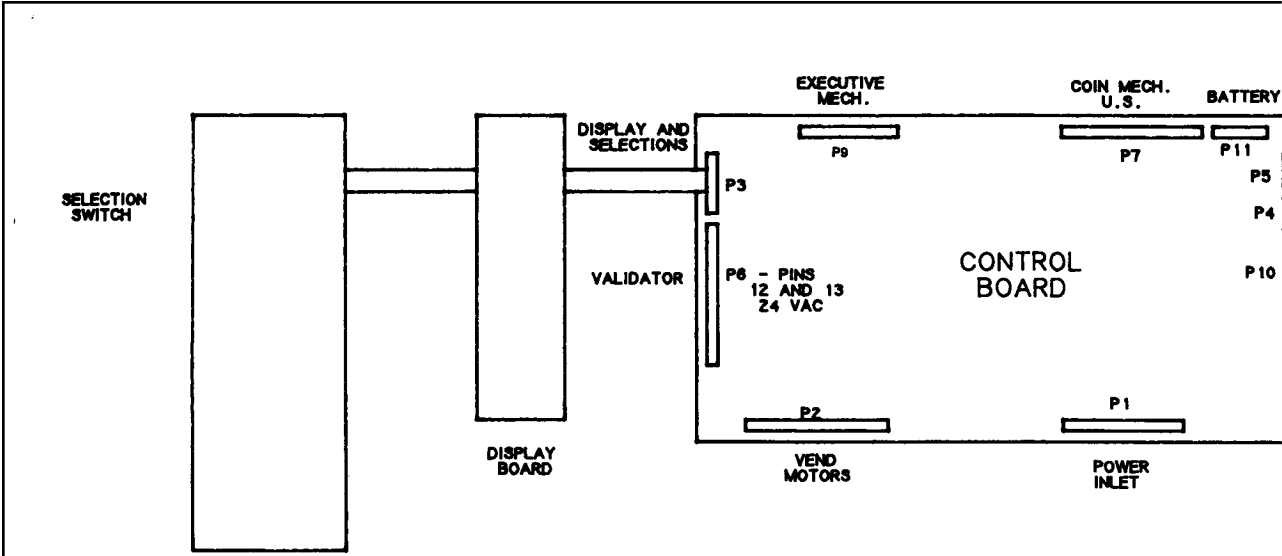 EXECUTIVE
MECH.
COIN MECH.
U.S.
BATTERY
DISPLAY AND
SELECTIONS
P9
P7
P11
P3
P5
P4
SELECTION
SWITCH
VALIDATOR
P6 - PINS
12 AND 13
24 VAC
CONTROL
BOARD
P10
P2
P1
DISPLAY
BOARD
VEND
MOTORS
POWER
INLET